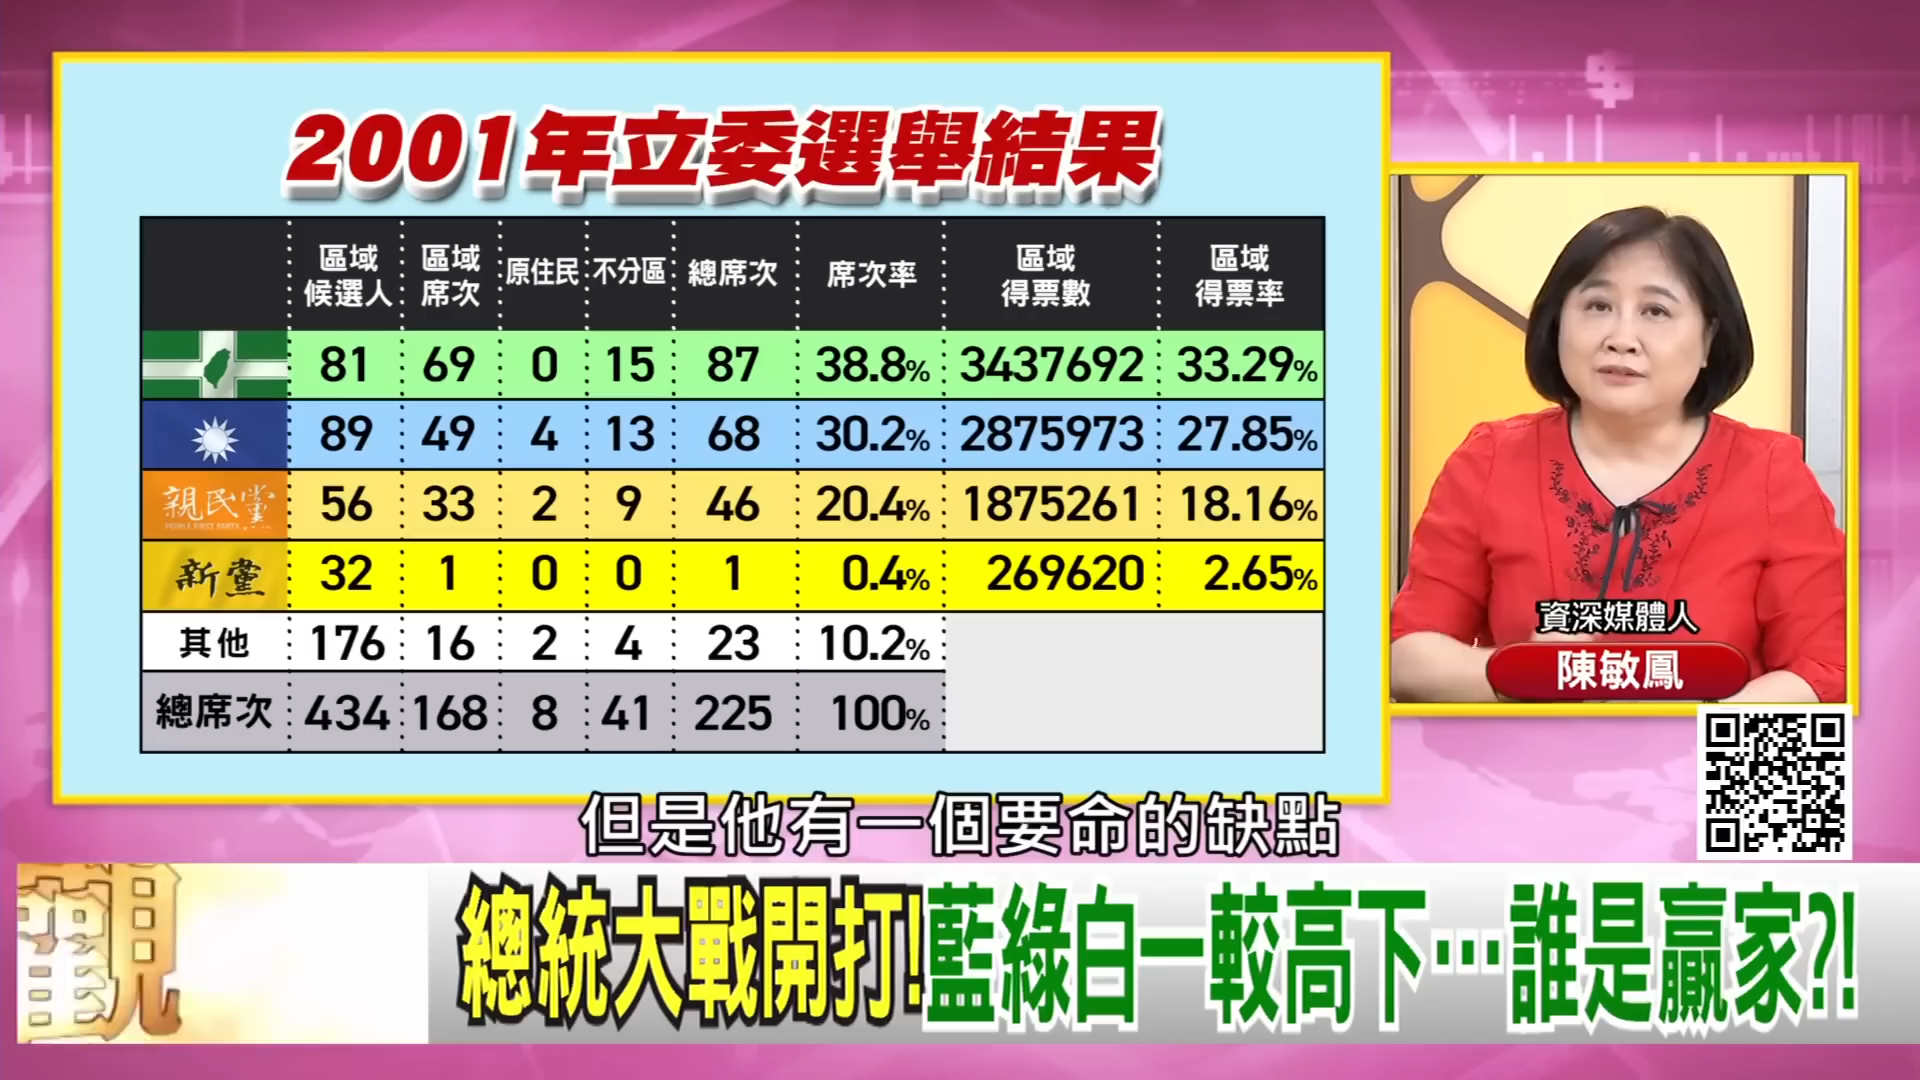 2001年立委選舉結果
區域候選人 區域席次 原住民 不分區 總席次 席次率 區域得票數 區域得票率
81 69 0 15 87 38.8% 3437692 33.29%
89 49 4 13 68 30.2% 2875973 27.85%
親民黨 PEOPLE FIRST PARTY 56 33 2 9 46 20.4% 1875261 18.16%
新黨 32 1 0 0 1 0.4% 269620 2.65%
其他 176 16 2 4 23 10.2%
總席次 434 168 8 41 225 100%
資深媒體人
陳敏鳳
但是他有一個要命的缺點
觀
總統大戰開打!藍綠白一較高下…誰是贏家?!